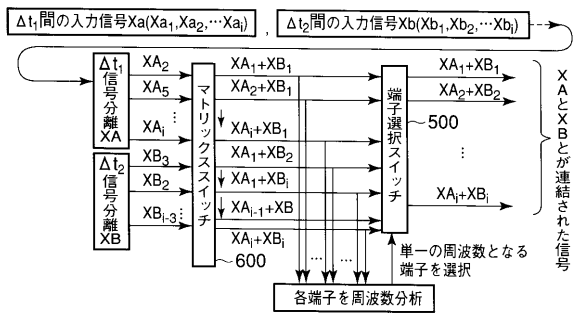 Δt₁間の入力信号Xa(Xa₁,Xa₂,…Xaᵢ) , Δt₂間の入力信号Xb(Xb₁,Xb₂,…Xbᵢ)
Δt₁
信号分離
XA
XA₂
XA₅
⋮
XAᵢ
Δt₂
信号分離
XB
XB₃
XB₂
XBᵢ₋₃
⋮
マトリックススイッチ
600
XA₁+XB₁
XA₂+XB₁
XAᵢ+XB₁
XA₁+XB₂
XA₁+XBᵢ
XAᵢ₋₁+XB
XAᵢ+XBᵢ
… …
端子選択スイッチ
500
XA₁+XB₁
XA₂+XB₂
⋮
XAᵢ+XBᵢ
XAとXBとが連結された信号
単一の周波数となる
端子を選択
各端子を周波数分析